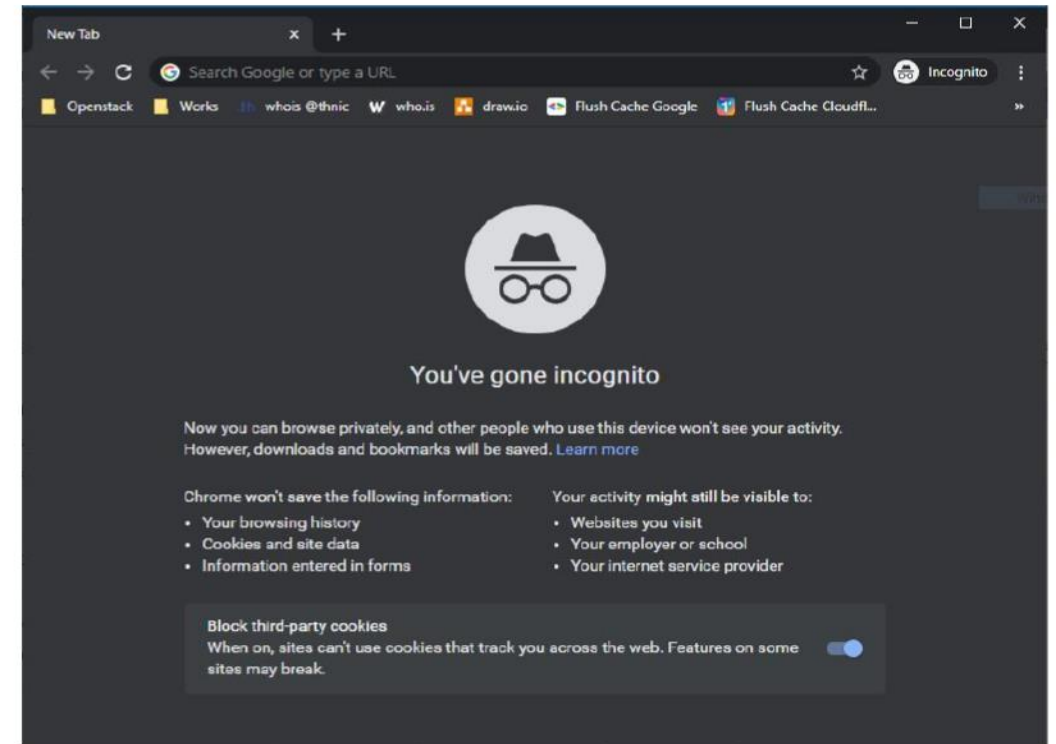 New Tab
Search Google or type a URL
Incognito
Openstack
Works
whois @thnic
who.is
draw.io
Flush Cache Google
Flush Cache Cloudfl...
You've gone incognito
Now you can browse privately, and other people who use this device won't see your activity.
However, downloads and bookmarks will be saved. Learn more
Chrome won't save the following information:
• Your browsing history
• Cookies and site data
• Information entered in forms
Your activity might still be visible to:
• Websites you visit
• Your employer or school
• Your internet service provider
Block third-party cookies
When on, sites can't use cookies that track you across the web. Features on some
sites may break.